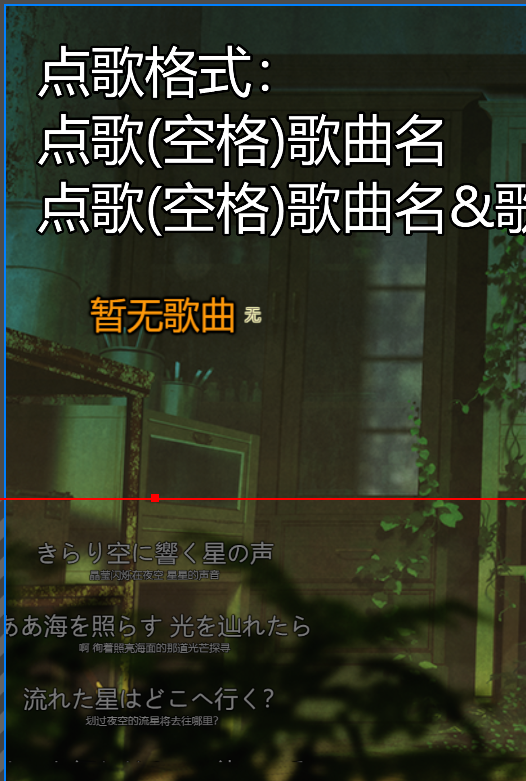 点歌格式：
点歌(空格)歌曲名
点歌(空格)歌曲名&歌
暂无歌曲 无
きらり空に響く星の声
晶莹闪烁在夜空 星星的声音
ああ海を照らす 光を辿れたら
啊 徇着照亮海面的那道光芒探寻
流れた星はどこへ行く?
划过夜空的流星将去往哪里?